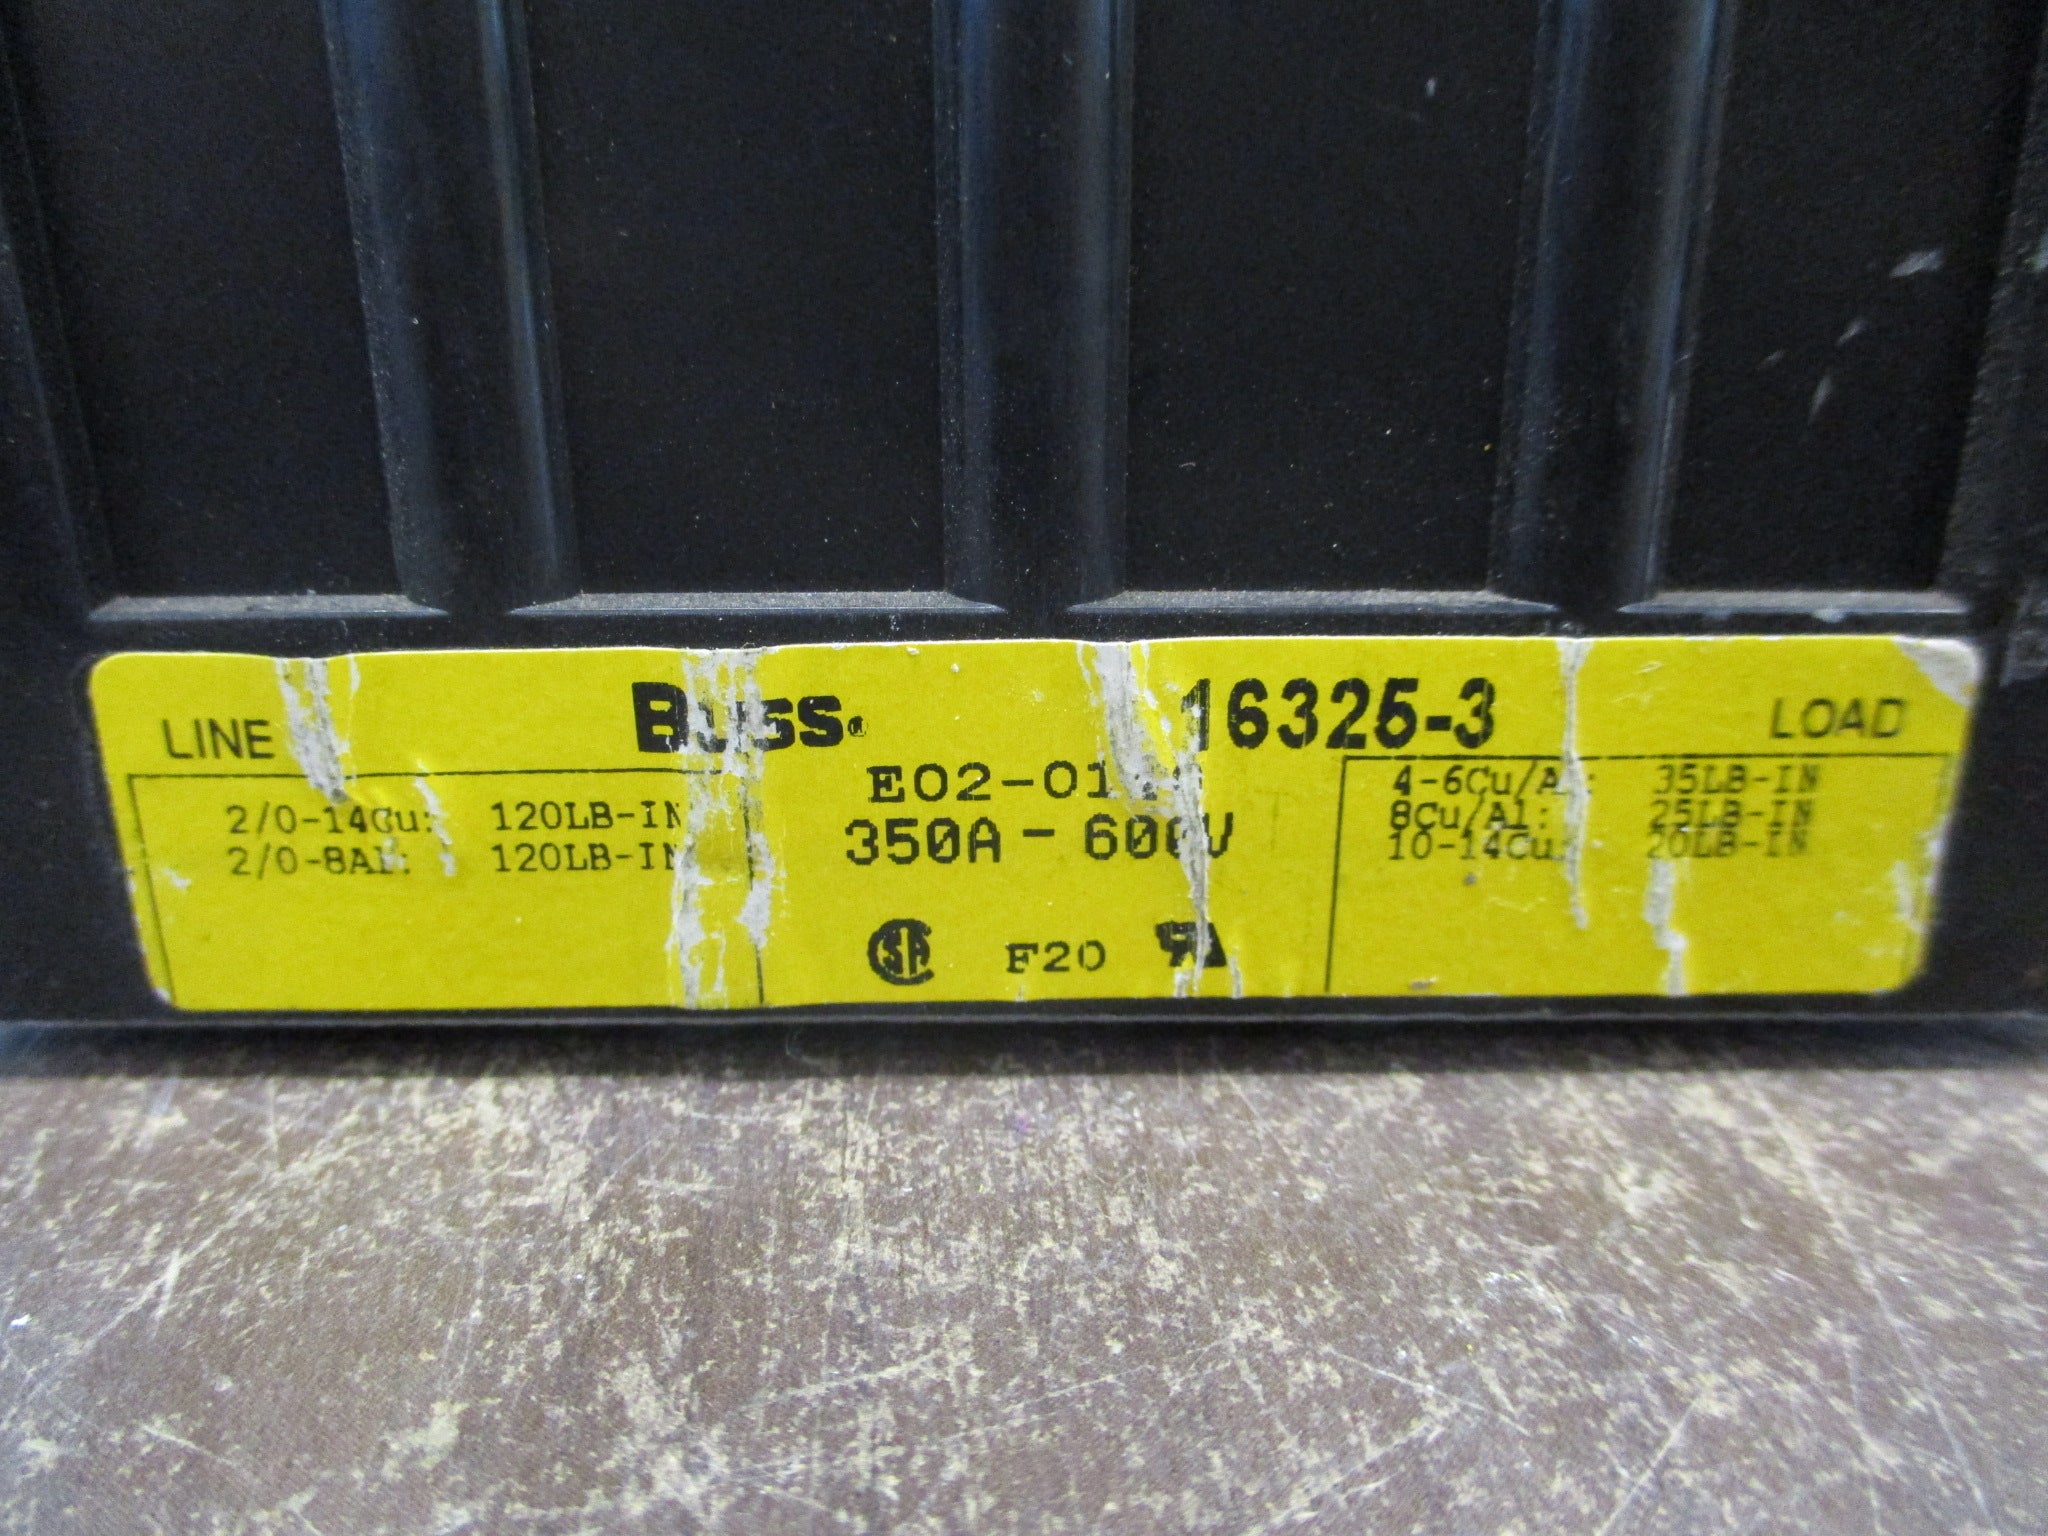 LINE
2/0-14Cu: 120LB-IN
2/0-8Al: 120LB-IN
Buss®
16325-3
350A-600V
F20
LOAD
4-6Cu/Al: 35LB-IN
8Cu/Al: 25LB-IN
10-14Cu: 20LB-IN